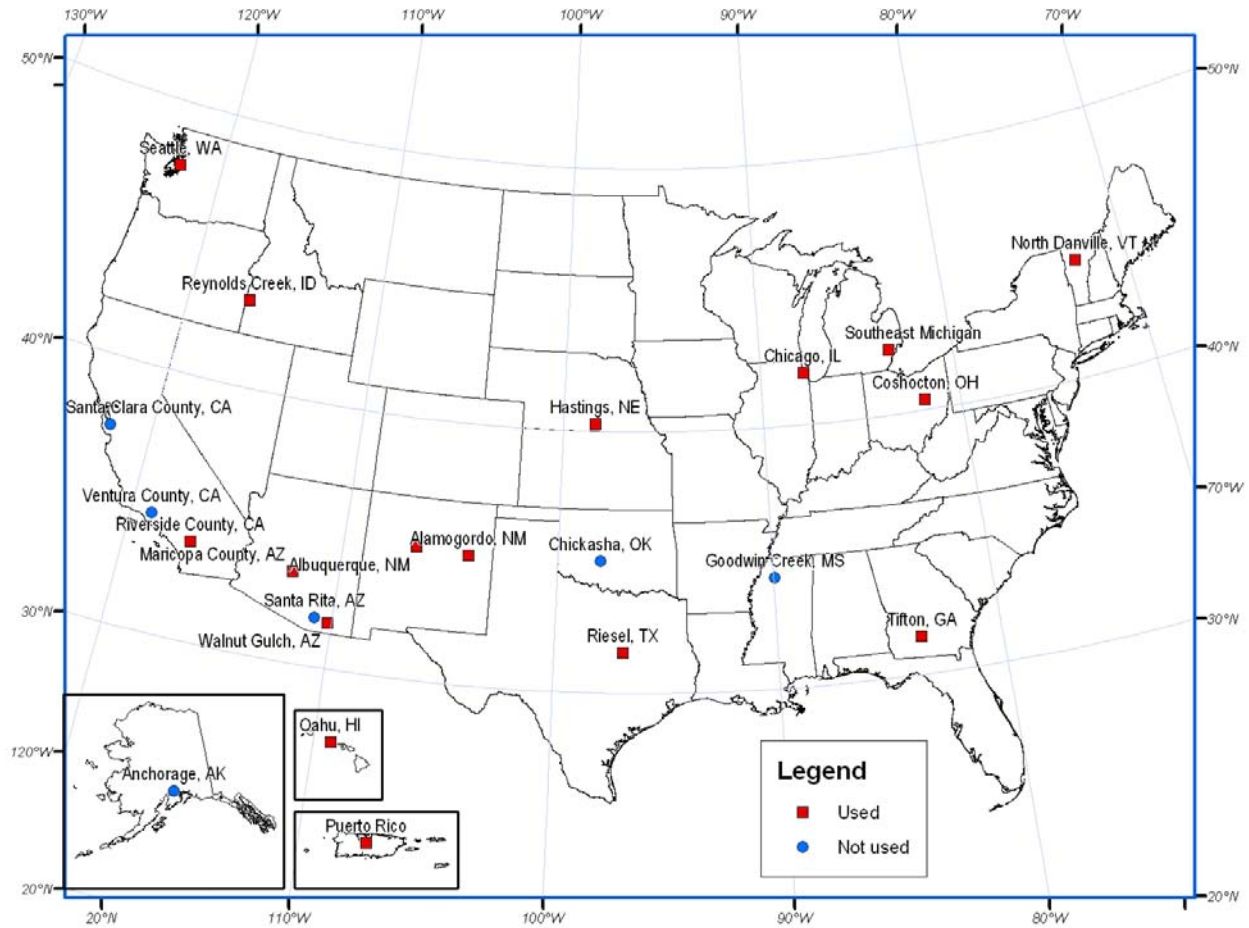 130°W 120°W 110°W 100°W 90°W 80°W 70°W
50°N 50°N
Seattle, WA
North Danville, VT
Reynolds Creek, ID
Southeast Michigan
40°N 40°N
Chicago, IL
Coshocton, OH
Santa Clara County, CA
Hastings, NE
70°W
Ventura County, CA
Riverside County, CA
Alamogordo, NM
Chickasha, OK
Maricopa County, AZ
Albuquerque, NM
Goodwin Creek, MS
Santa Rita, AZ
30°N 30°N
Tifton, GA
Walnut Gulch, AZ
Riesel, TX
Oahu, HI
120°W
Anchorage, AK
Legend
Used
Puerto Rico
Not used
20°N 20°N
20°N 110°W 100°W 90°W 80°W